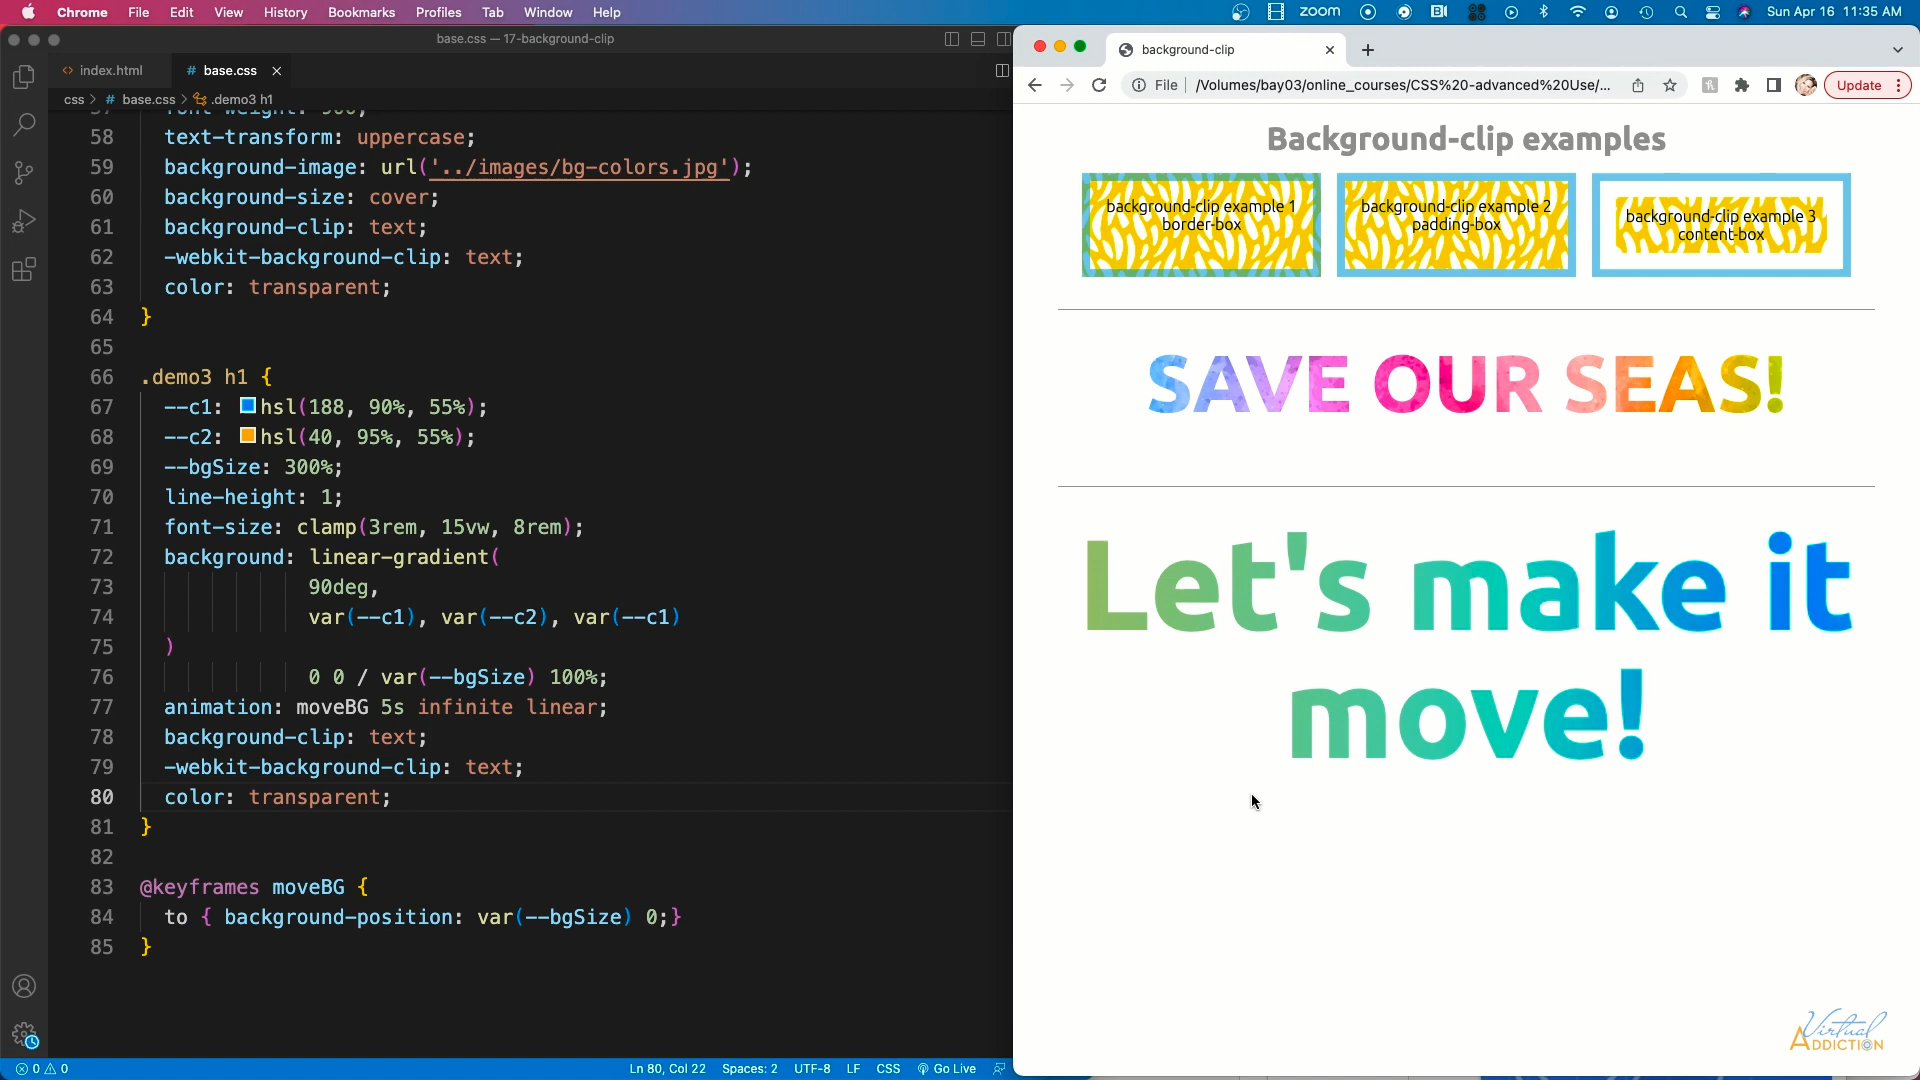 Chrome File Edit View History Bookmarks Profiles Tab Window Help
zoom
Sun Apr 16 11:35 AM
base.css — 17-background-clip
index.html
# base.css
css > # base.css > .demo3 h1
57 font-weight: 900;
58 text-transform: uppercase;
59 background-image: url('../images/bg-colors.jpg');
60 background-size: cover;
61 background-clip: text;
62 -webkit-background-clip: text;
63 color: transparent;
64 }
65
66 .demo3 h1 {
67 --c1: hsl(188, 90%, 55%);
68 --c2: hsl(40, 95%, 55%);
69 --bgSize: 300%;
70 line-height: 1;
71 font-size: clamp(3rem, 15vw, 8rem);
72 background: linear-gradient(
73 90deg,
74 var(--c1), var(--c2), var(--c1)
75 )
76 0 0 / var(--bgSize) 100%;
77 animation: moveBG 5s infinite linear;
78 background-clip: text;
79 -webkit-background-clip: text;
80 color: transparent;
81 }
82
83 @keyframes moveBG {
84 to { background-position: var(--bgSize) 0;}
85 }
0 0
Ln 80, Col 22 Spaces: 2 UTF-8 LF CSS Go Live
background-clip
File /Volumes/bay03/online_courses/CSS%20-advanced%20Use/...
Update
Background-clip examples
background-clip example 1
border-box
background-clip example 2
padding-box
background-clip example 3
content-box
SAVE OUR SEAS!
Let's make it
move!
Virtual
ADDICTION